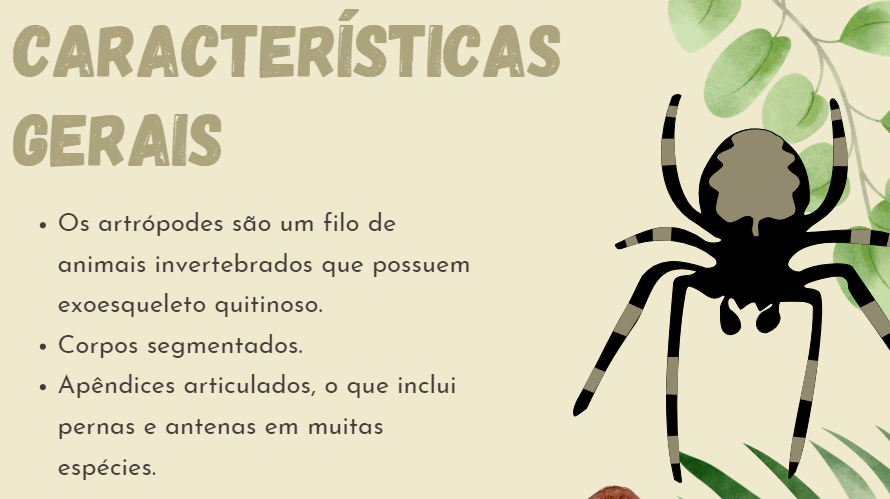 CARACTERÍSTICAS
GERAIS
• Os artrópodes são um filo de
animais invertebrados que possuem
exoesqueleto quitinoso.
• Corpos segmentados.
• Apêndices articulados, o que inclui
pernas e antenas em muitas
espécies.